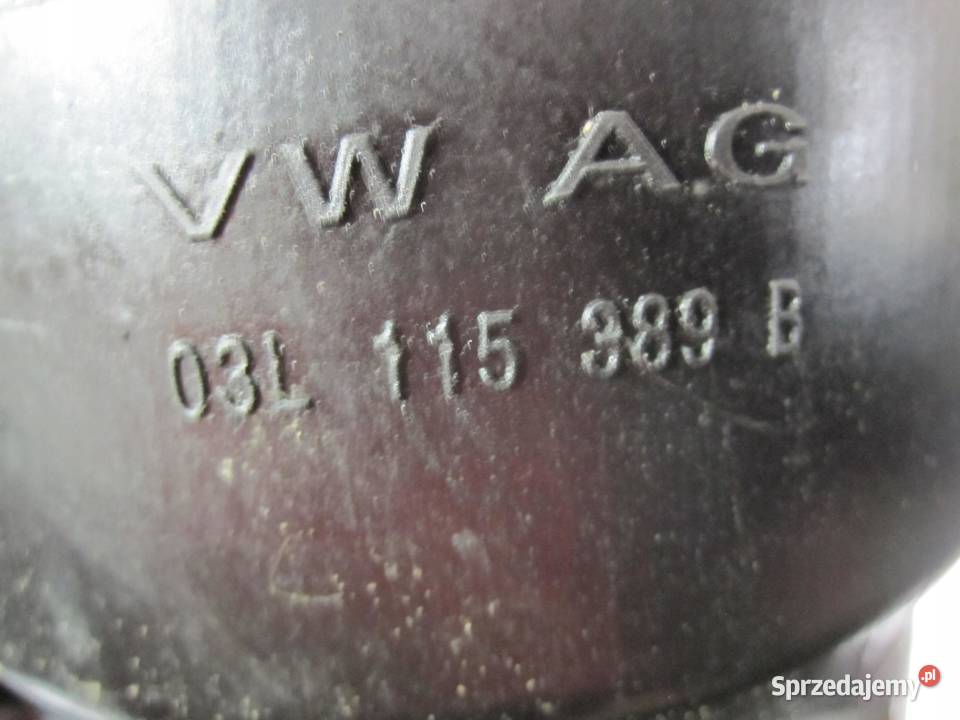 VW AG
03L 115 389 B
Sprzedajemy.pl